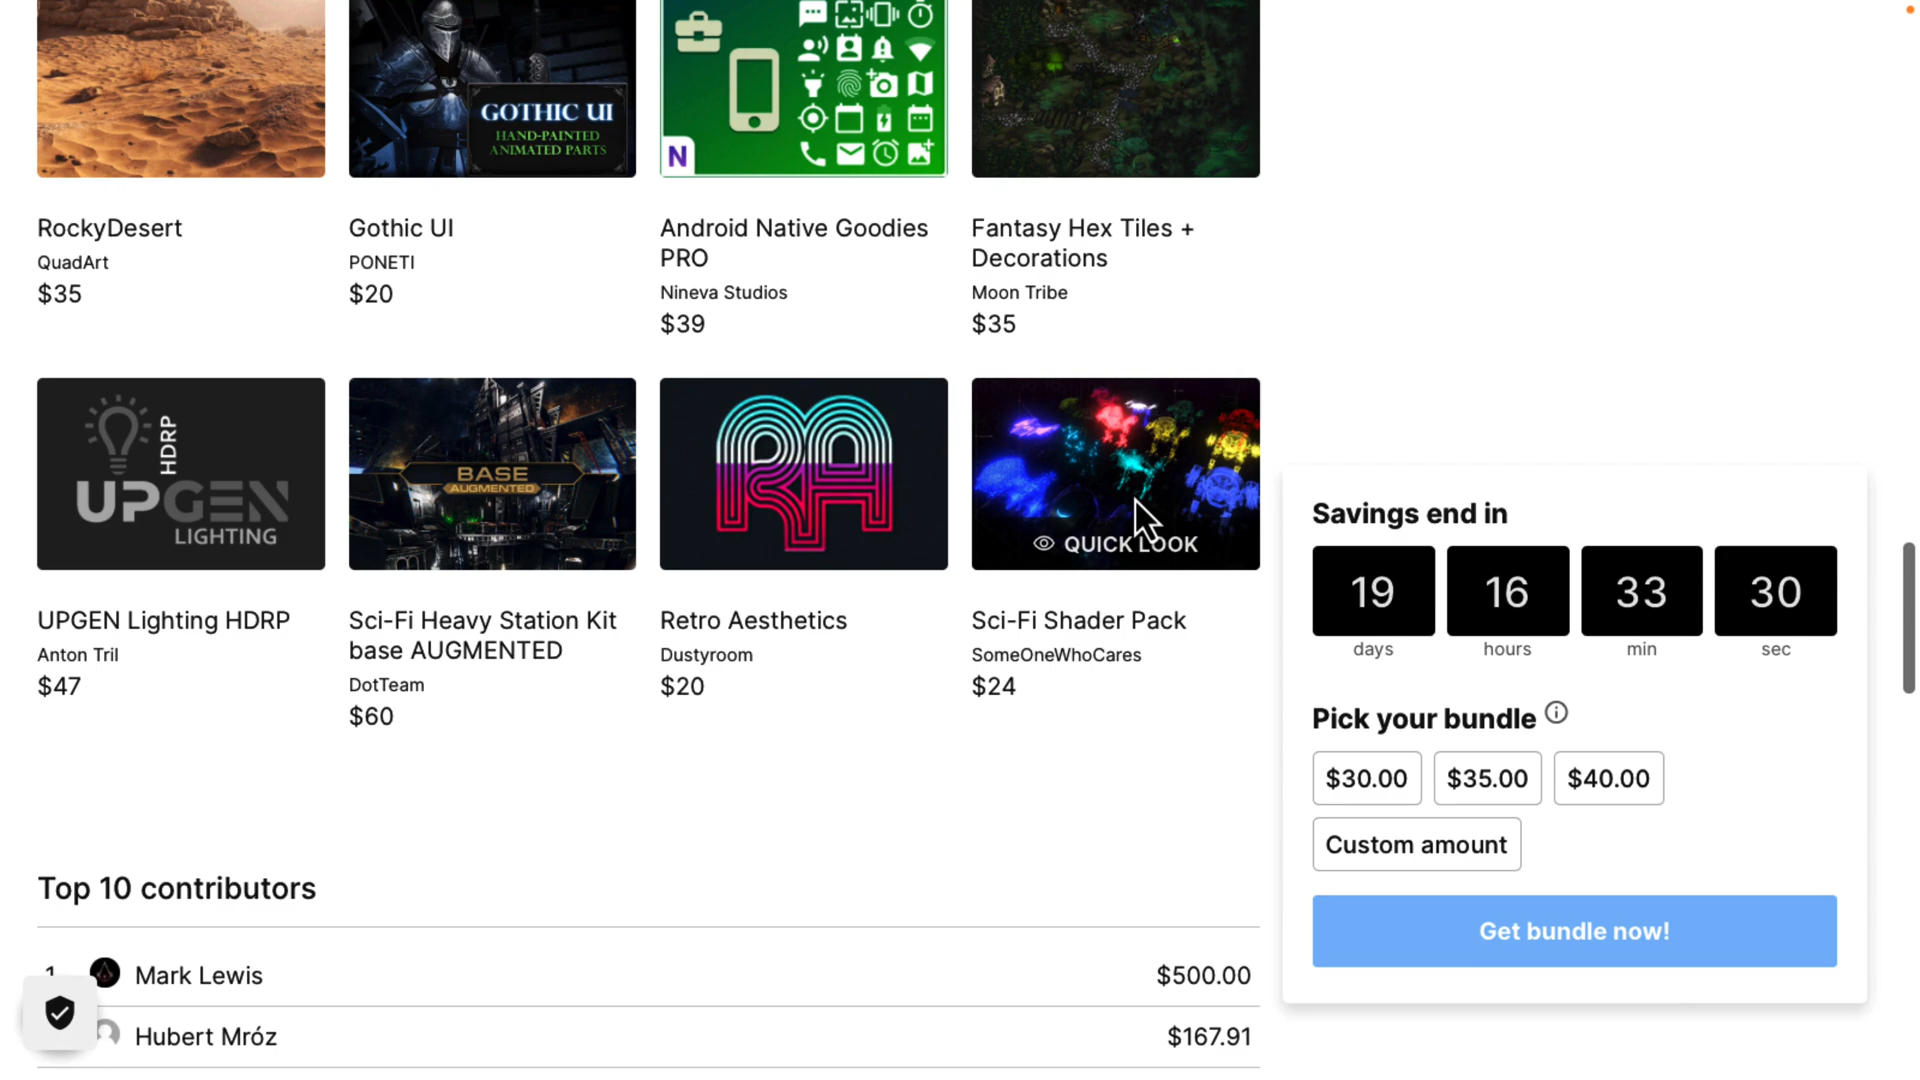 GOTHIC UI
HAND-PAINTED
ANIMATED PARTS
N
RockyDesert
QuadArt
$35
Gothic UI
PONETI
$20
Android Native Goodies
PRO
Nineva Studios
$39
Fantasy Hex Tiles +
Decorations
Moon Tribe
$35
HDRP
UPGEN
LIGHTING
BASE
AUGMENTED
RA
QUICK LOOK
UPGEN Lighting HDRP
Anton Tril
$47
Sci-Fi Heavy Station Kit
base AUGMENTED
DotTeam
$60
Retro Aesthetics
Dustyroom
$20
Sci-Fi Shader Pack
SomeOneWhoCares
$24
Savings end in
19 16 33 30
days hours min sec
Pick your bundle
$30.00 $35.00 $40.00
Custom amount
Get bundle now!
Top 10 contributors
1 Mark Lewis $500.00
Hubert Mróz $167.91